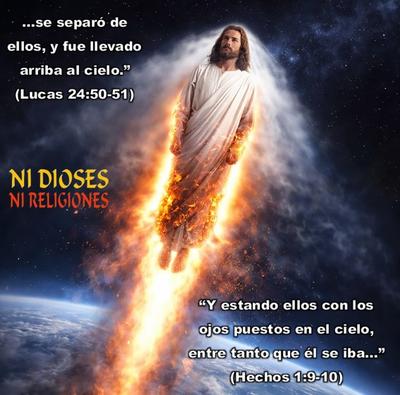 ...se separó de
ellos, y fue llevado
arriba al cielo.”
(Lucas 24:50-51)
NI DIOSES
NI RELIGIONES
“Y estando ellos con los
ojos puestos en el cielo,
entre tanto que él se iba...”
(Hechos 1:9-10)